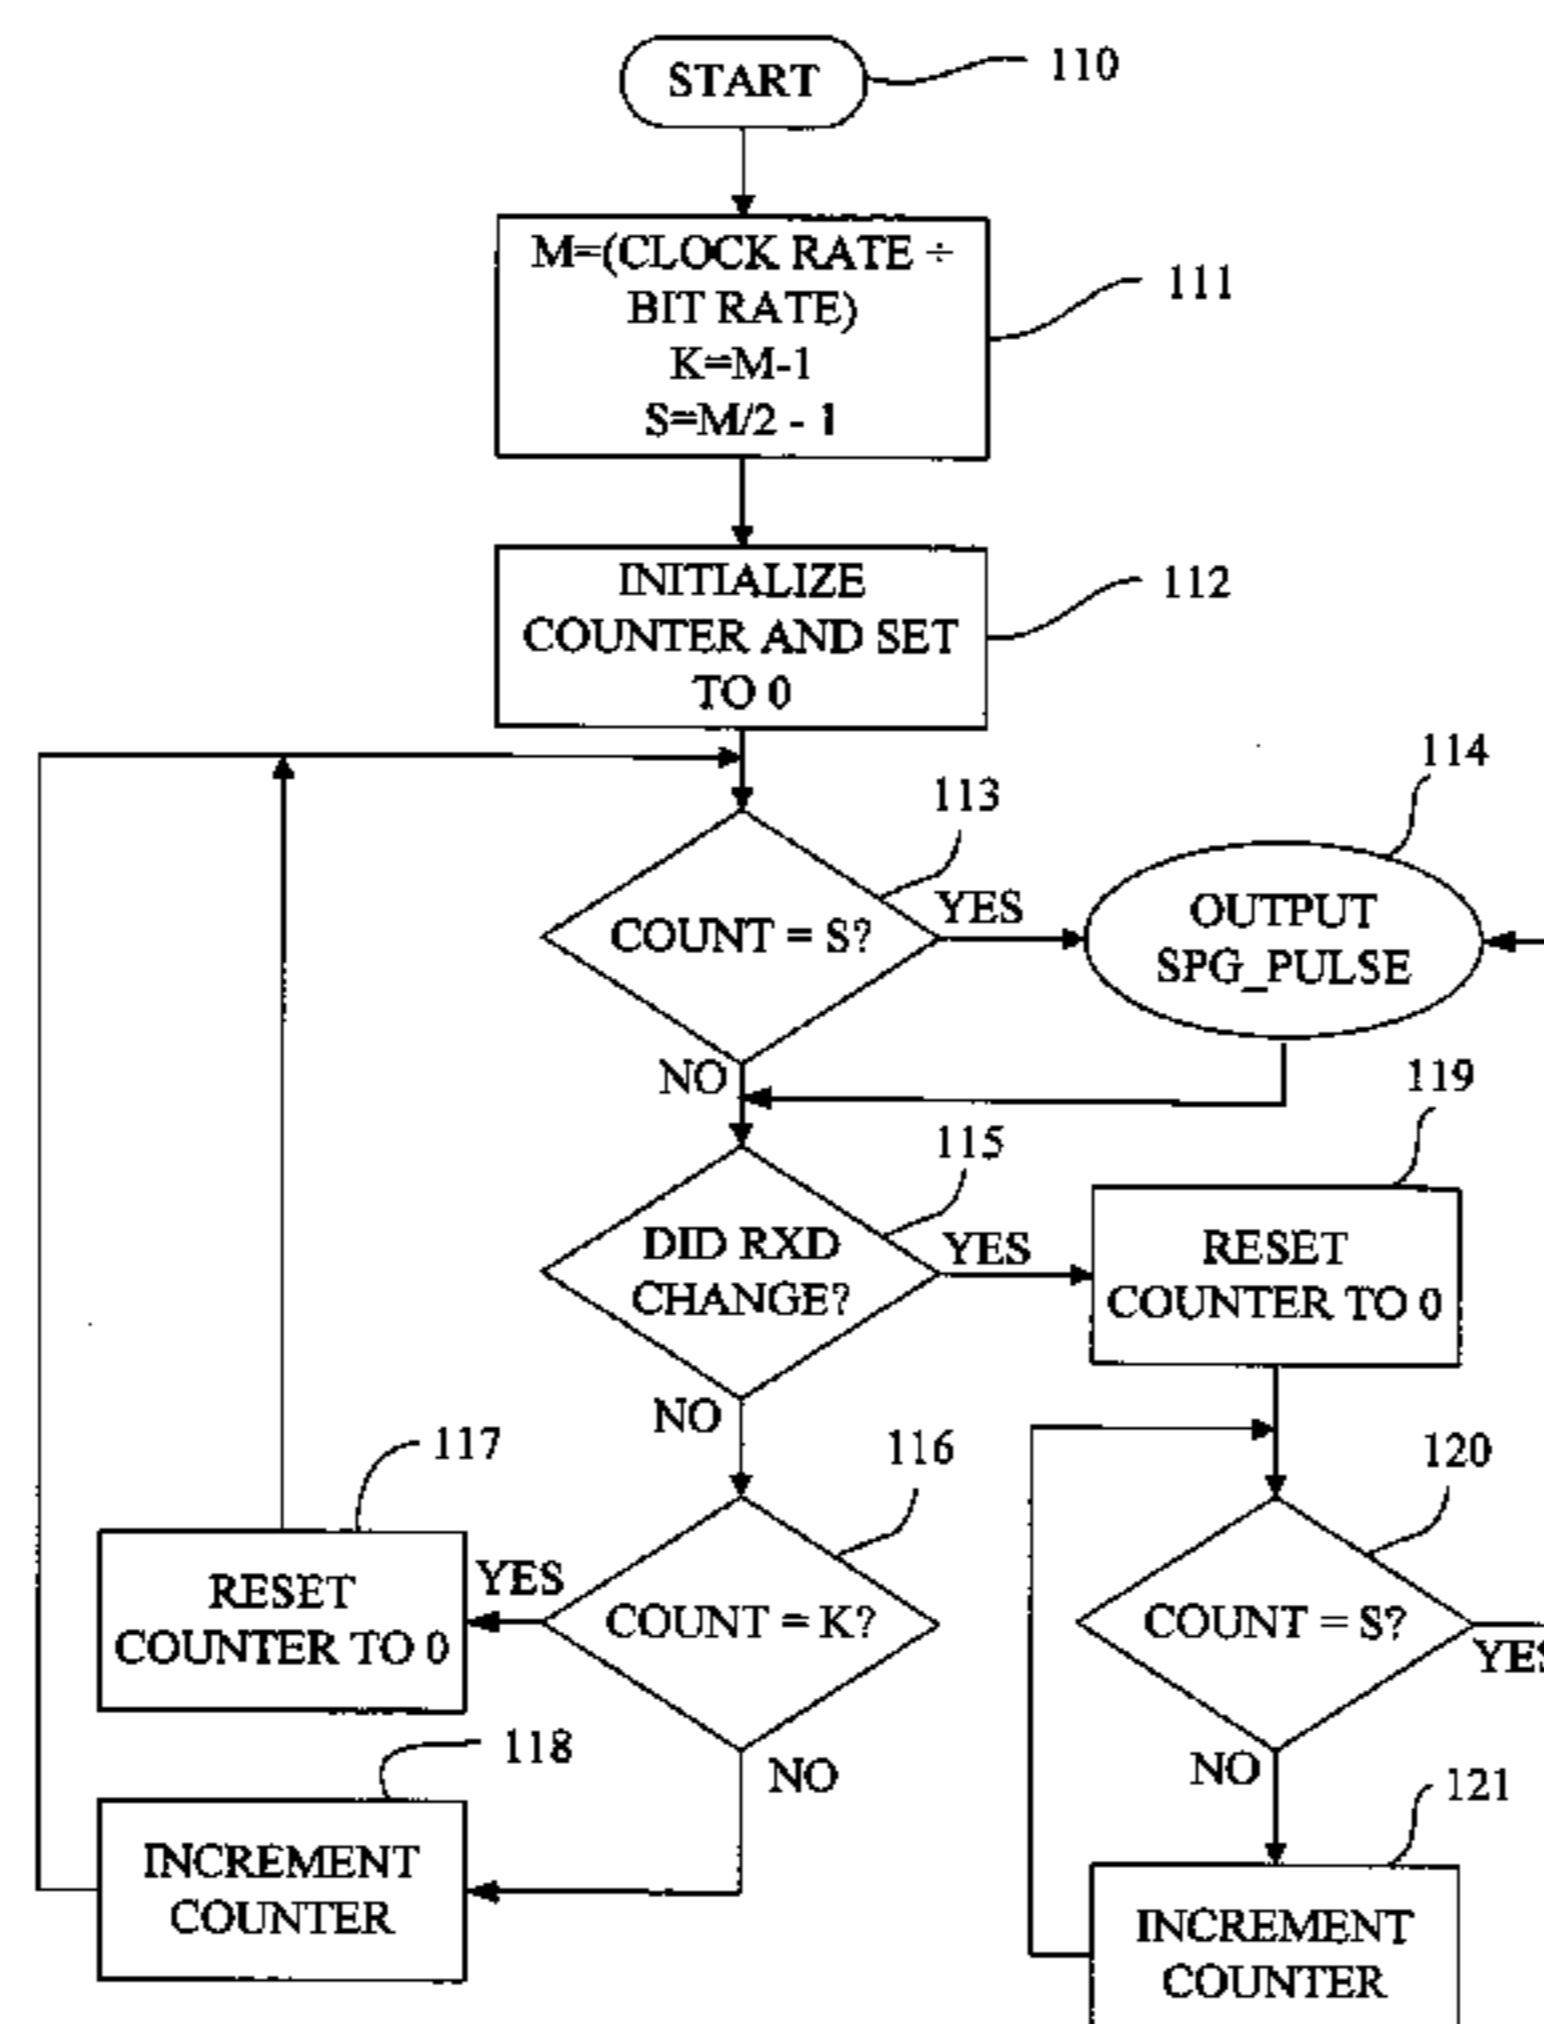 START
110
M=(CLOCK RATE ÷
BIT RATE)
K=M-1
S=M/2 - 1
111
INITIALIZE
COUNTER AND SET
TO 0
112
113
114
COUNT = S?
YES
OUTPUT
SPG_PULSE
NO
119
115
DID RXD
CHANGE?
YES
RESET
COUNTER TO 0
NO
117
116
120
RESET
COUNTER TO 0
YES
COUNT = K?
COUNT = S?
YES
118
NO
NO
121
INCREMENT
COUNTER
INCREMENT
COUNTER